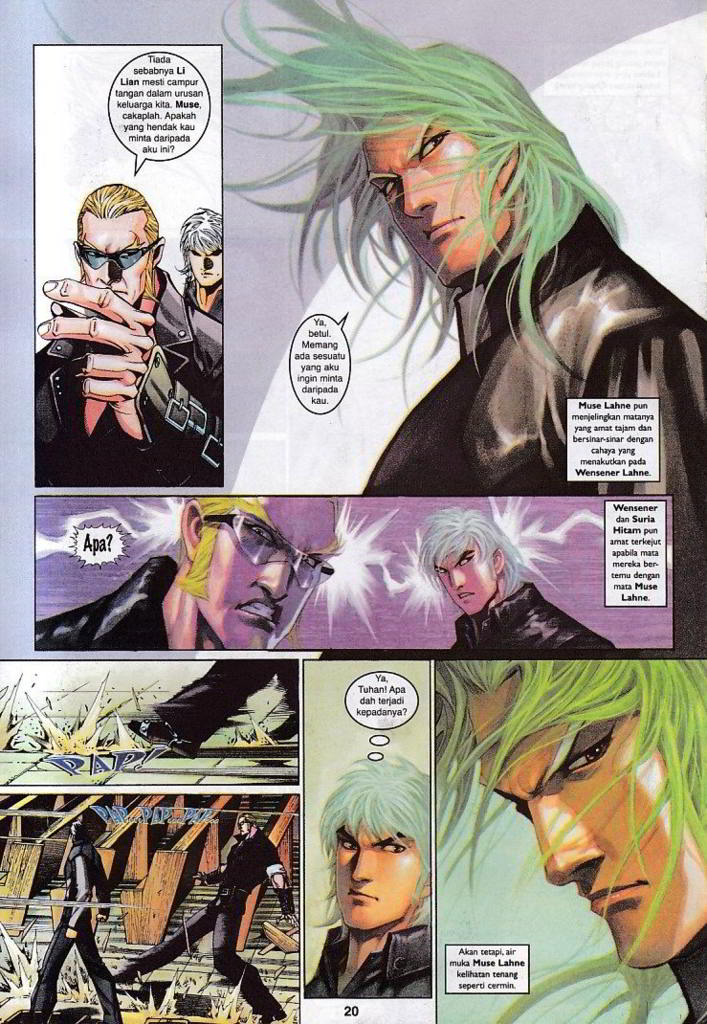 Tiada
sebabnya Li
Lian mesti campur
tangan dalam urusan
keluarga kita. Muse,
cakaplah. Apakah
yang hendak kau
minta daripada
aku ini?
Ya,
betul.
Memang
ada sesuatu
yang aku
ingin minta
daripada
kau.
Muse Lahne pun
menjelingkan matanya
yang amat tajam dan
bersinar-sinar dengan
cahaya yang
menakutkan pada
Wensener Lahne.
Apa?
Wensener
dan Suria
Hitam pun
amat terkejut
apabila mata
mereka ber-
temu dengan
mata Muse
Lahne.
PAP!
PAP PAP PAP
Ya,
Tuhan! Apa
dah terjadi
kepadanya?
Akan tetapi, air
muka Muse Lahne
kelihatan tenang
seperti cermin.
20